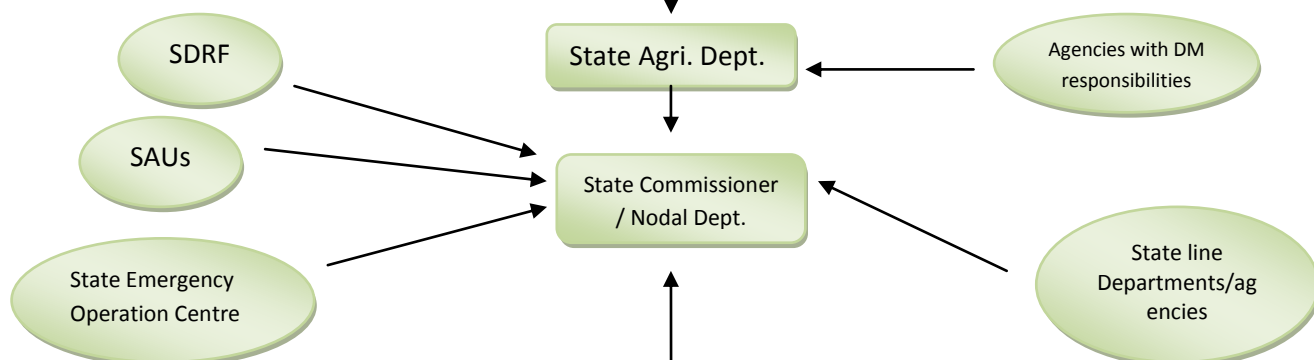 SDRF
State Agri. Dept.
Agencies with DM
responsibilities
SAUs
State Commissioner
/ Nodal Dept.
State Emergency
Operation Centre
State line
Departments/ag
encies